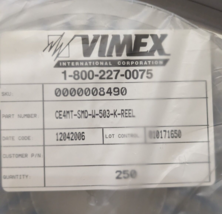 VIMEX
INTERNATIONAL CORPORATION
1-800-227-0075
SKU: 0000008490
PART NUMBER: CE4MT-SMD-W-503-K-REEL
DATE CODE 12042006 LOT CONTROL 010171650
CUSTOMER P/N:
QUANTITY: 250